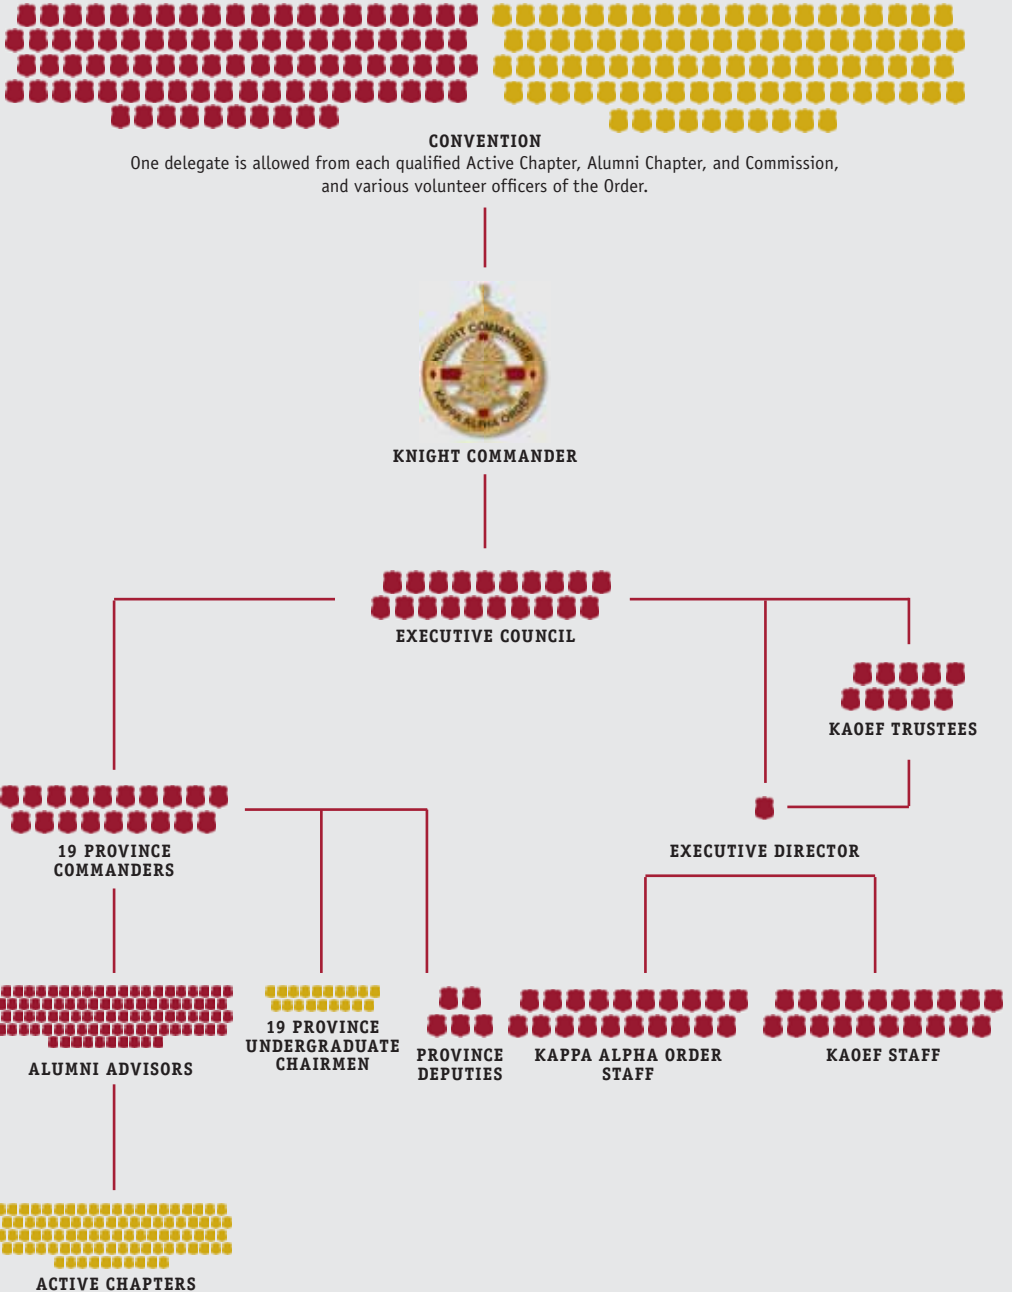 CONVENTION
One delegate is allowed from each qualified Active Chapter, Alumni Chapter, and Commission,
and various volunteer officers of the Order.
KNIGHT COMMANDER
KAPPA ALPHA ORDER
KNIGHT COMMANDER
EXECUTIVE COUNCIL
KAOEF TRUSTEES
19 PROVINCE
COMMANDERS
EXECUTIVE DIRECTOR
ALUMNI ADVISORS
19 PROVINCE
UNDERGRADUATE
CHAIRMEN
PROVINCE
DEPUTIES
KAPPA ALPHA ORDER
STAFF
KAOEF STAFF
ACTIVE CHAPTERS